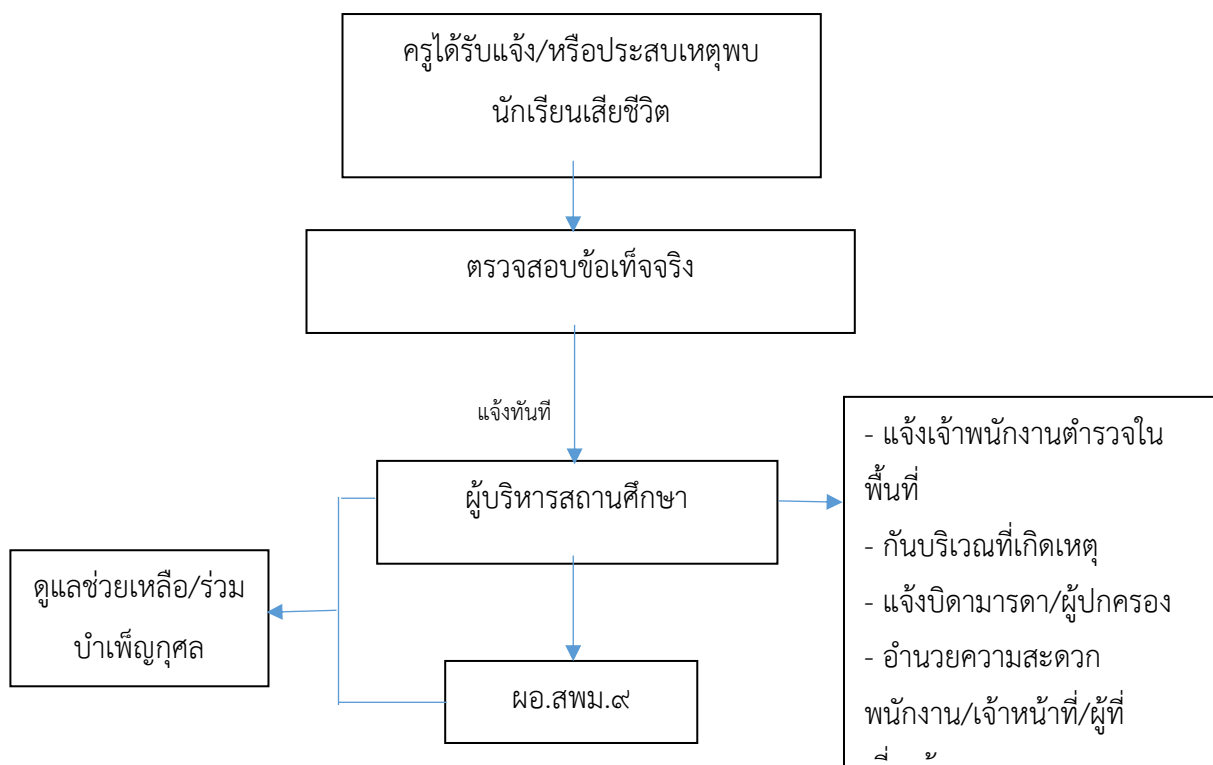 ครูได้รับแจ้ง/หรือประสบเหตุพบ
นักเรียนเสียชีวิต
ตรวจสอบข้อเท็จจริง
แจ้งทันที
ผู้บริหารสถานศึกษา
- แจ้งเจ้าพนักงานตำรวจใน
พื้นที่
- กันบริเวณที่เกิดเหตุ
- แจ้งบิดามารดา/ผู้ปกครอง
- อำนวยความสะดวก
พนักงาน/เจ้าหน้าที่/ผู้ที่
ดูแลช่วยเหลือ/ร่วม
บำเพ็ญกุศล
ผอ.สพม.๙